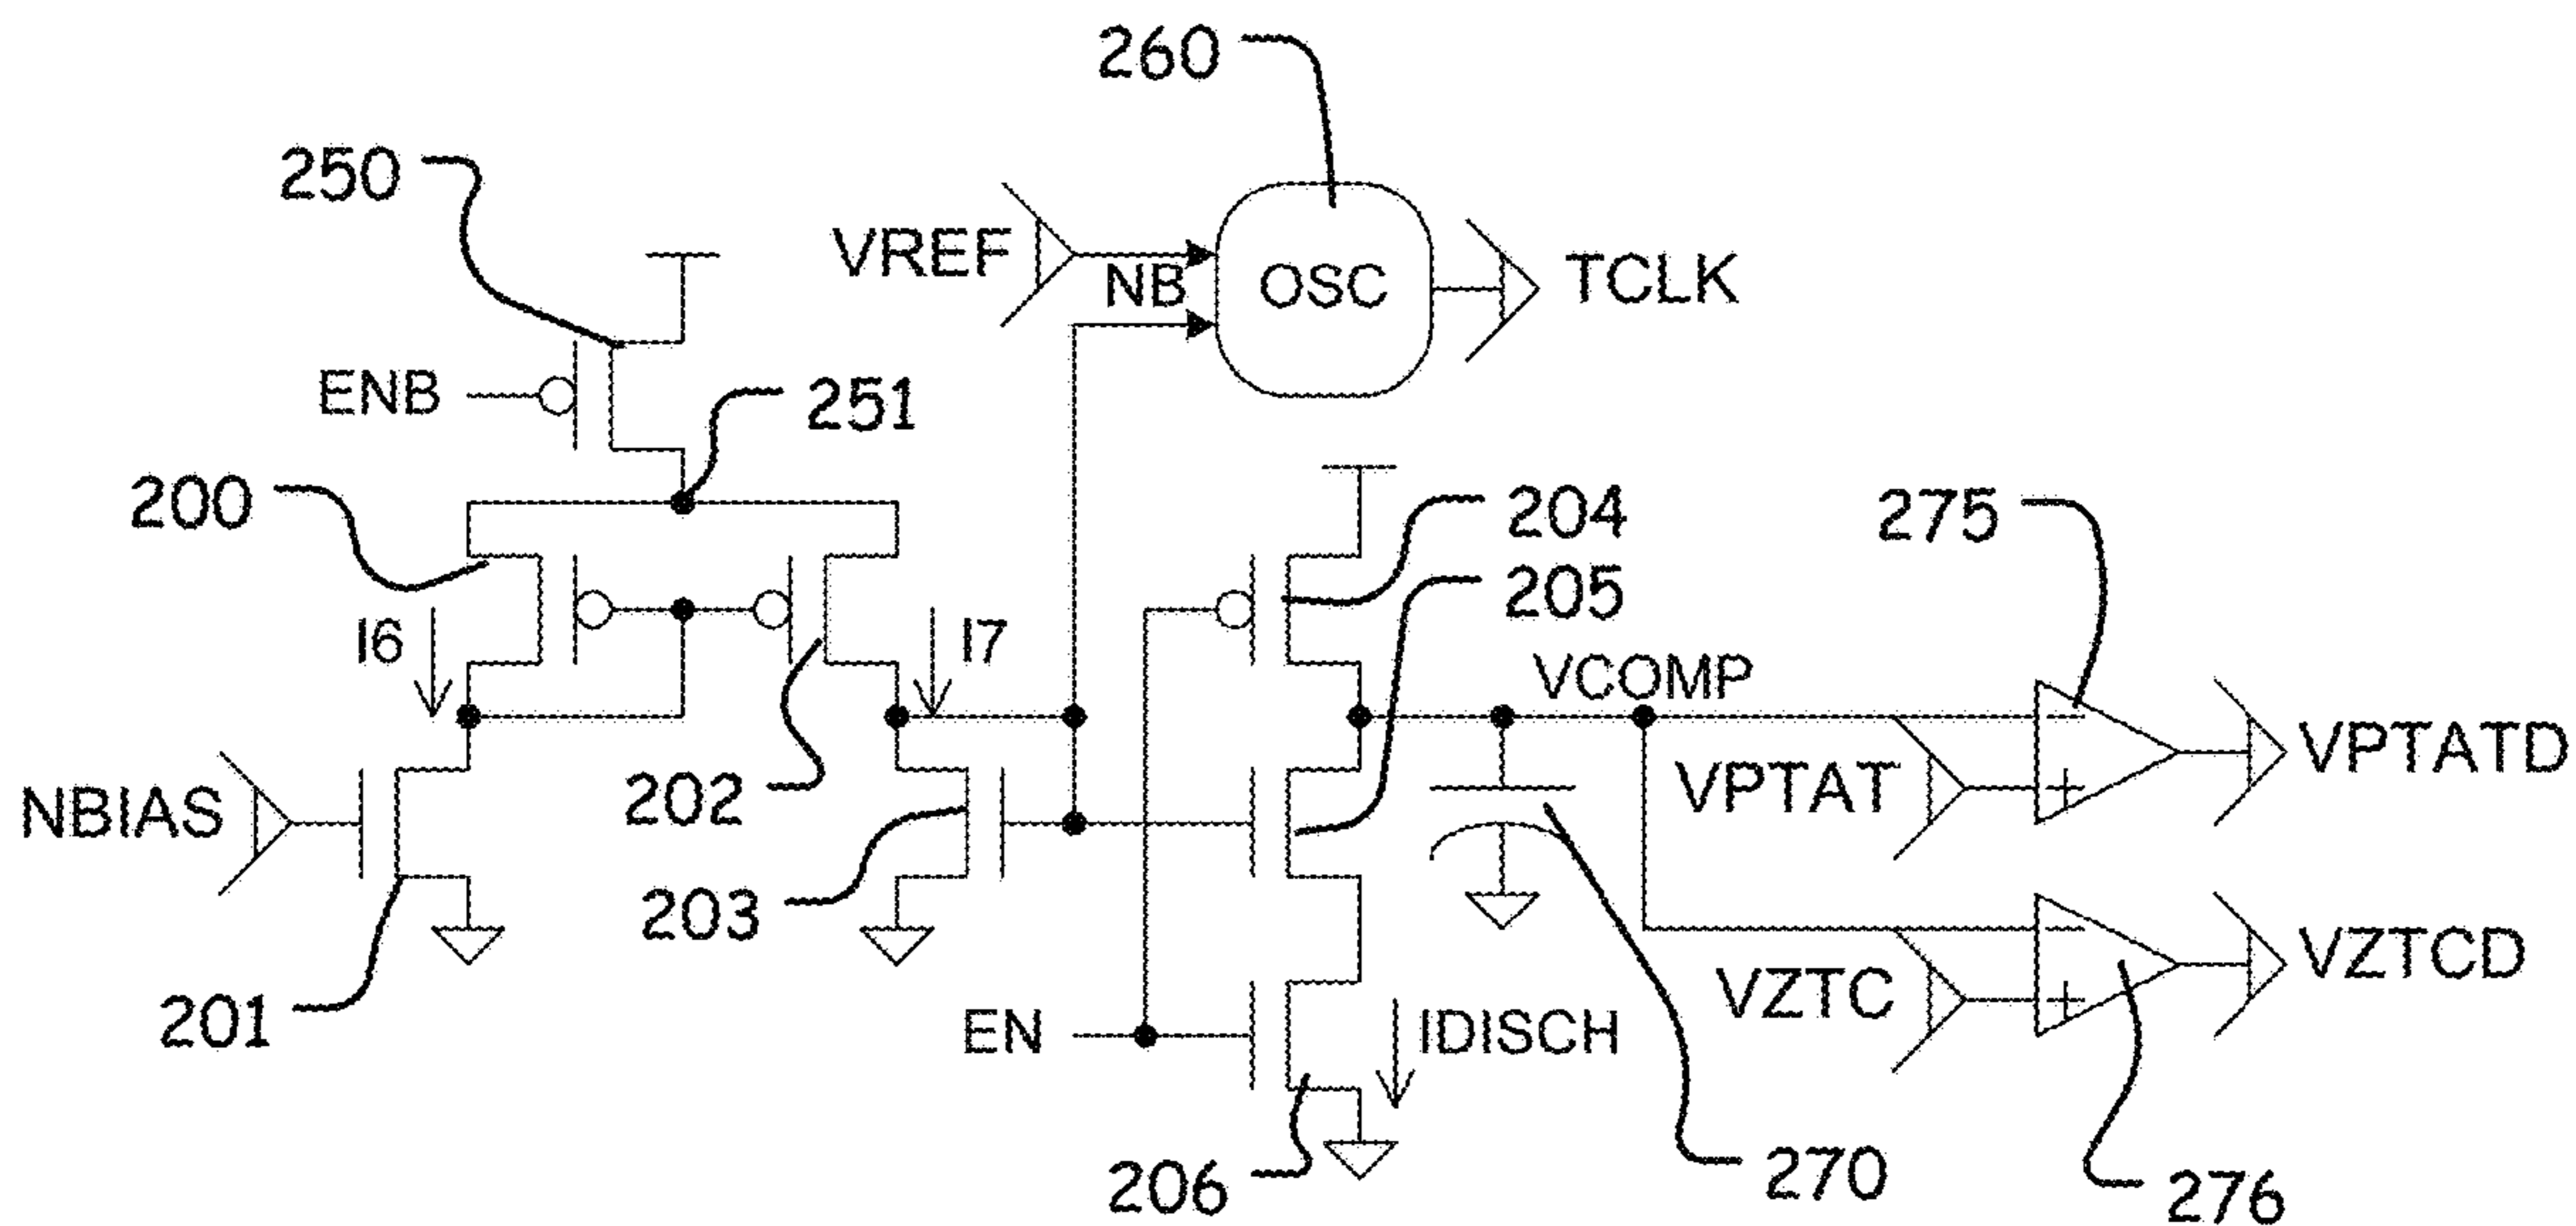 260
250
VREF
NB
OSC
TCLK
ENB
251
200
204
275
205
I6
I7
VCOMP
VPTATD
202
VPTAT
NBIAS
203
VZTCD
VZTC
201
EN
IDISCH
206
270
276